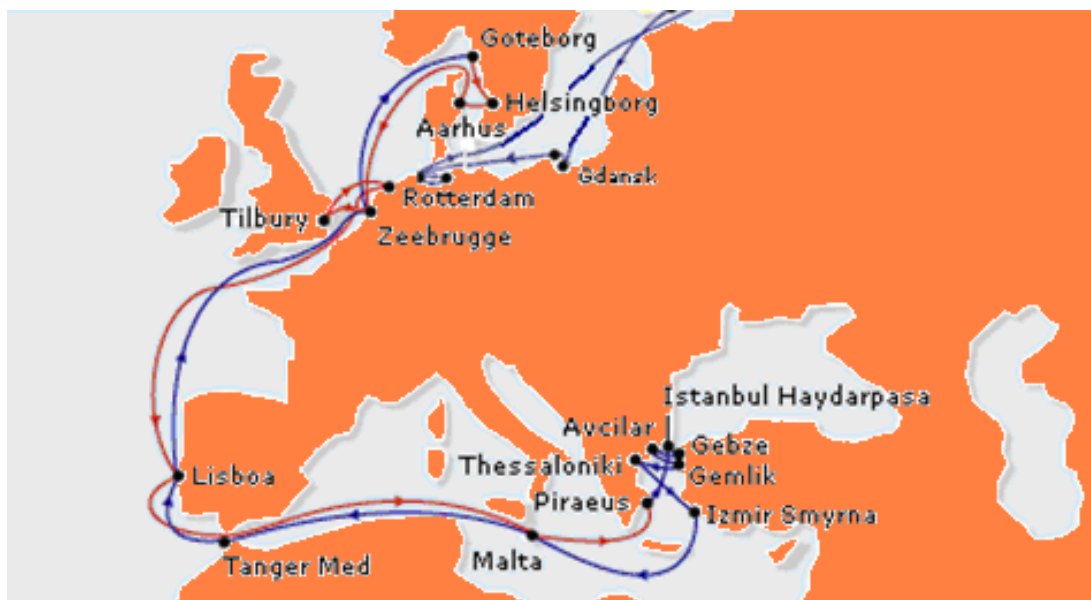 Goteborg
Helsingborg
Aarhus
Gdansk
Rotterdam
Tilbury
Zeebrugge
Istanbul Haydarpasa
Avcilar
Gebze
Thessaloniki
Gemlik
Lisboa
Piraeus
Izmir Smyrna
Malta
Tanger Med